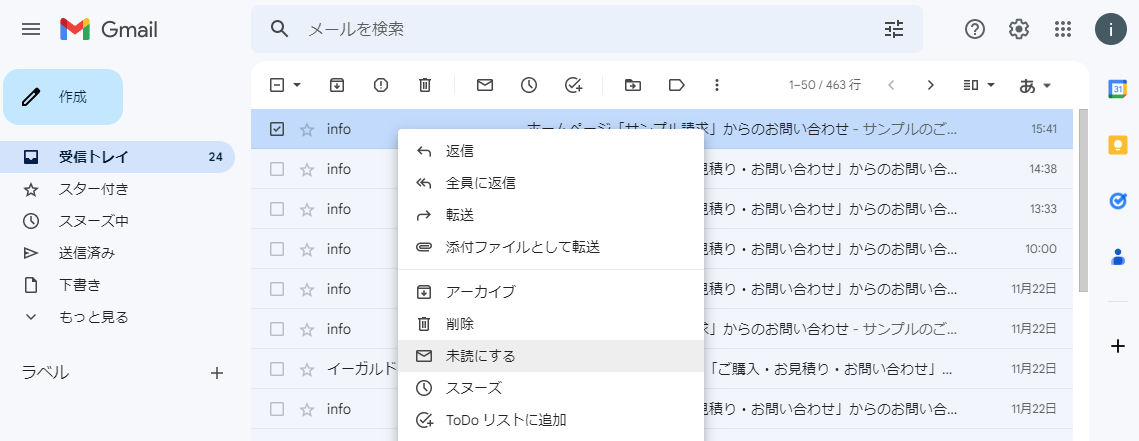 Gmail
メールを検索
i
作成
1–50 / 463 行
あ
31
受信トレイ 24
スター付き
スヌーズ中
送信済み
下書き
もっと見る
ラベル
info ホームページ「サンプル請求」からのお問い合わせ - サンプルのご… 15:41
info 見積り・お問い合わせ」からのお問い合… 14:38
info 見積り・お問い合わせ」からのお問い合… 13:33
info 見積り・お問い合わせ」からのお問い合… 10:00
info 見積り・お問い合わせ」からのお問い合… 11月22日
info 求」からのお問い合わせ - サンプルのご… 11月22日
イーガルド 「ご購入・お見積り・お問い合わせ」… 11月22日
info 見積り・お問い合わせ」からのお問い合… 11月22日
返信
全員に返信
転送
添付ファイルとして転送
アーカイブ
削除
未読にする
スヌーズ
ToDo リストに追加